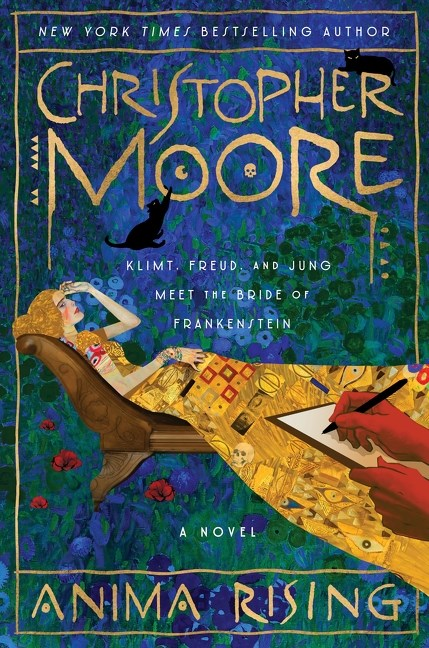 NEW YORK TIMES BESTSELLING AUTHOR
CHRISTOPHER
MOORE
KLIMT, FREUD, AND JUNG
MEET THE BRIDE OF
FRANKENSTEIN
A NOVEL
ANIMA RISING